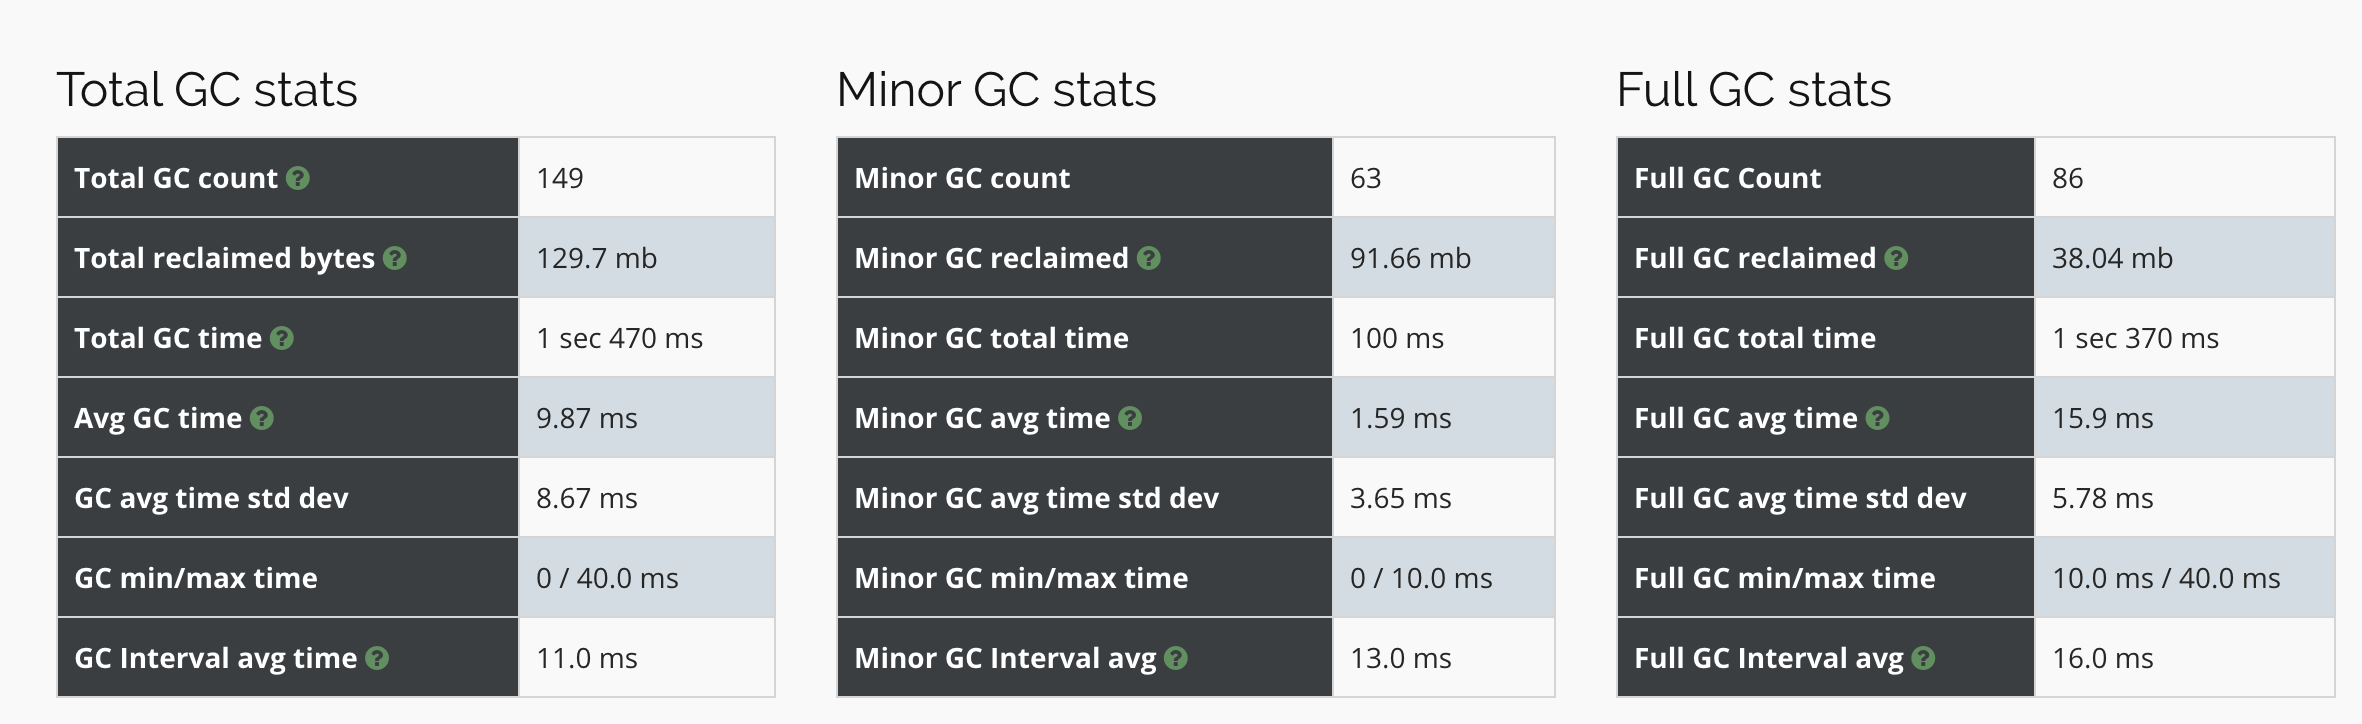 Total GC stats
Total GC count ? 149
Total reclaimed bytes ? 129.7 mb
Total GC time ? 1 sec 470 ms
Avg GC time ? 9.87 ms
GC avg time std dev 8.67 ms
GC min/max time 0 / 40.0 ms
GC Interval avg time ? 11.0 ms
Minor GC stats
Minor GC count 63
Minor GC reclaimed ? 91.66 mb
Minor GC total time 100 ms
Minor GC avg time ? 1.59 ms
Minor GC avg time std dev 3.65 ms
Minor GC min/max time 0 / 10.0 ms
Minor GC Interval avg ? 13.0 ms
Full GC stats
Full GC Count 86
Full GC reclaimed ? 38.04 mb
Full GC total time 1 sec 370 ms
Full GC avg time ? 15.9 ms
Full GC avg time std dev 5.78 ms
Full GC min/max time 10.0 ms / 40.0 ms
Full GC Interval avg ? 16.0 ms